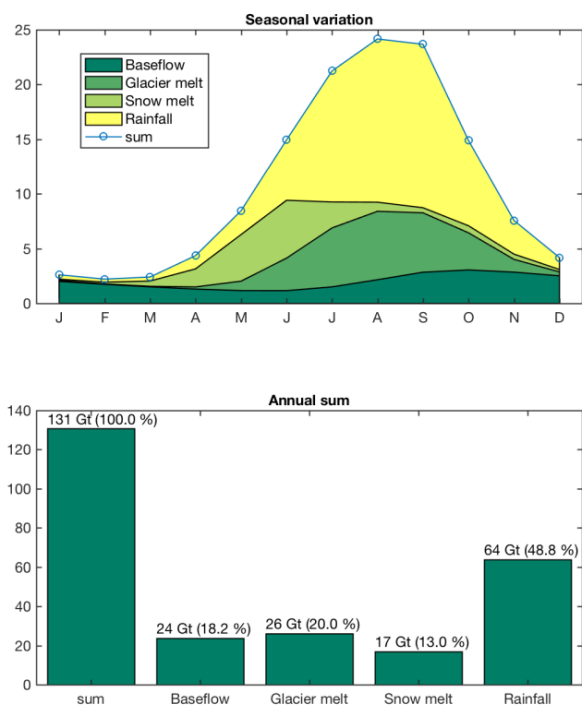 Seasonal variation
25
20
15
10
5
0
Baseflow
Glacier melt
Snow melt
Rainfall
sum
J F M A M J J A S O N D
Annual sum
140
120
100
80
60
40
20
0
131 Gt (100.0 %)
24 Gt (18.2 %)
26 Gt (20.0 %)
17 Gt (13.0 %)
64 Gt (48.8 %)
sum Baseflow Glacier melt Snow melt Rainfall